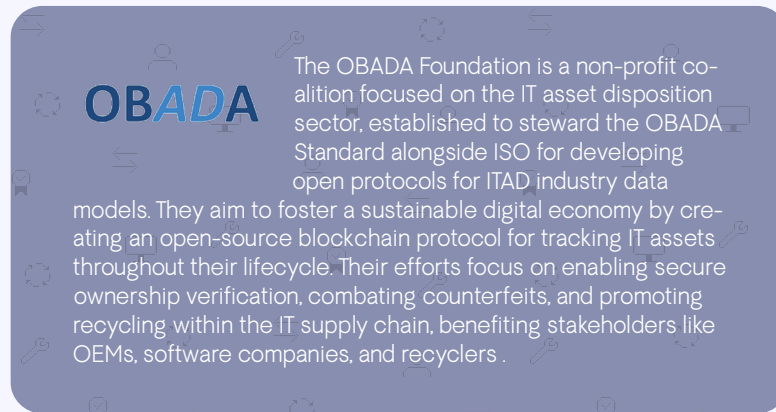 OBADA
The OBADA Foundation is a non-profit co-
alition focused on the IT asset disposition
sector, established to steward the OBADA
Standard alongside ISO for developing
open protocols for ITAD industry data
models. They aim to foster a sustainable digital economy by cre-
ating an open-source blockchain protocol for tracking IT assets
throughout their lifecycle. Their efforts focus on enabling secure
ownership verification, combating counterfeits, and promoting
recycling within the IT supply chain, benefiting stakeholders like
OEMs, software companies, and recyclers .